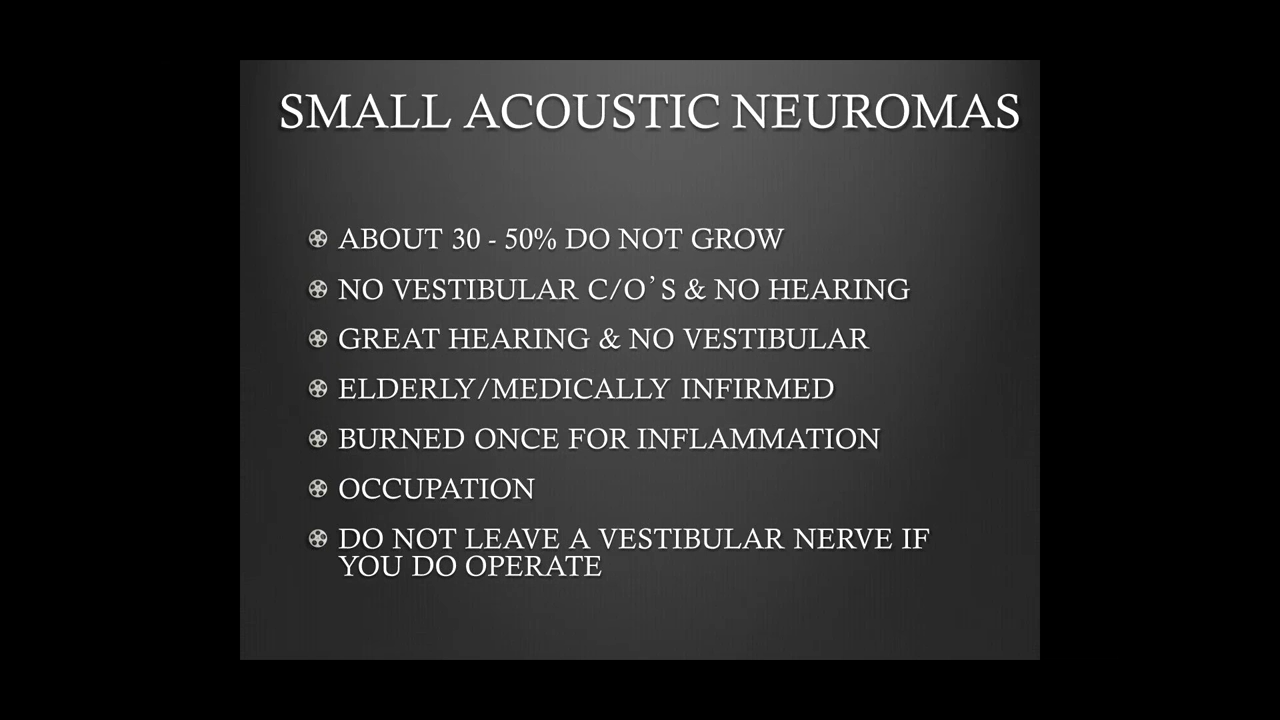 SMALL ACOUSTIC NEUROMAS
ABOUT 30 - 50% DO NOT GROW
NO VESTIBULAR C/O'S & NO HEARING
GREAT HEARING & NO VESTIBULAR
ELDERLY/MEDICALLY INFIRMED
BURNED ONCE FOR INFLAMMATION
OCCUPATION
DO NOT LEAVE A VESTIBULAR NERVE IF
YOU DO OPERATE